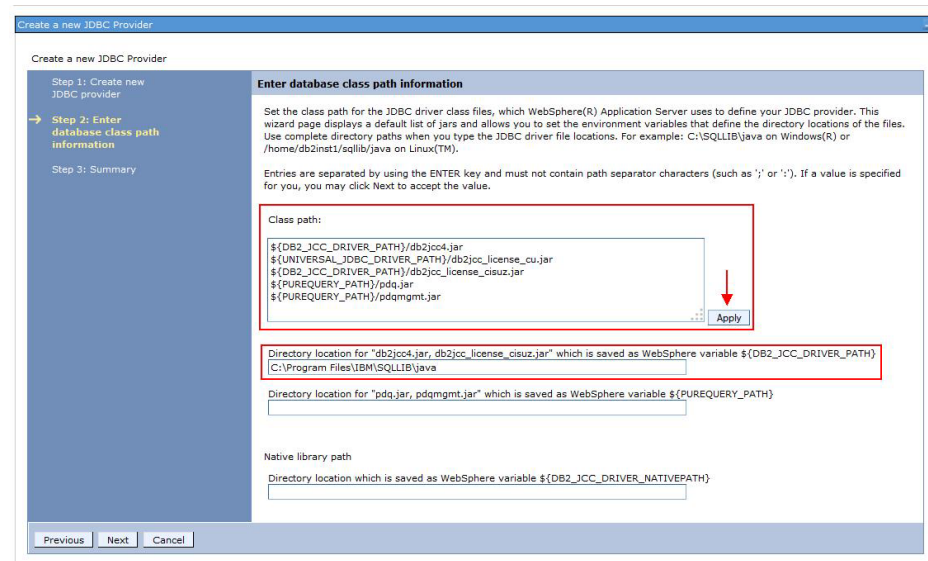 Create a new JDBC Provider
Create a new JDBC Provider
Step 1: Create new
JDBC provider
Step 2: Enter
database class path
information
Step 3: Summary
Enter database class path information
Set the class path for the JDBC driver class files, which WebSphere(R) Application Server uses to define your JDBC provider. This
wizard page displays a default list of jars and allows you to set the environment variables that define the directory locations of the files.
Use complete directory paths when you type the JDBC driver file locations. For example: C:\SQLLIB\java on Windows(R) or
/home/db2inst1/sqllib/java on Linux(TM).
Entries are separated by using the ENTER key and must not contain path separator characters (such as ';' or ':'). If a value is specified
for you, you may click Next to accept the value.
Class path:
${DB2_JCC_DRIVER_PATH}/db2jcc4.jar
${UNIVERSAL_JDBC_DRIVER_PATH}/db2jcc_license_cu.jar
${DB2_JCC_DRIVER_PATH}/db2jcc_license_cisuz.jar
${PUREQUERY_PATH}/pdq.jar
${PUREQUERY_PATH}/pdqmgmt.jar
Apply
Directory location for "db2jcc4.jar, db2jcc_license_cisuz.jar" which is saved as WebSphere variable ${DB2_JCC_DRIVER_PATH}
C:\Program Files\IBM\SQLLIB\java
Directory location for "pdq.jar, pdqmgmt.jar" which is saved as WebSphere variable ${PUREQUERY_PATH}
Native library path
Directory location which is saved as WebSphere variable ${DB2_JCC_DRIVER_NATIVEPATH}
Previous Next Cancel